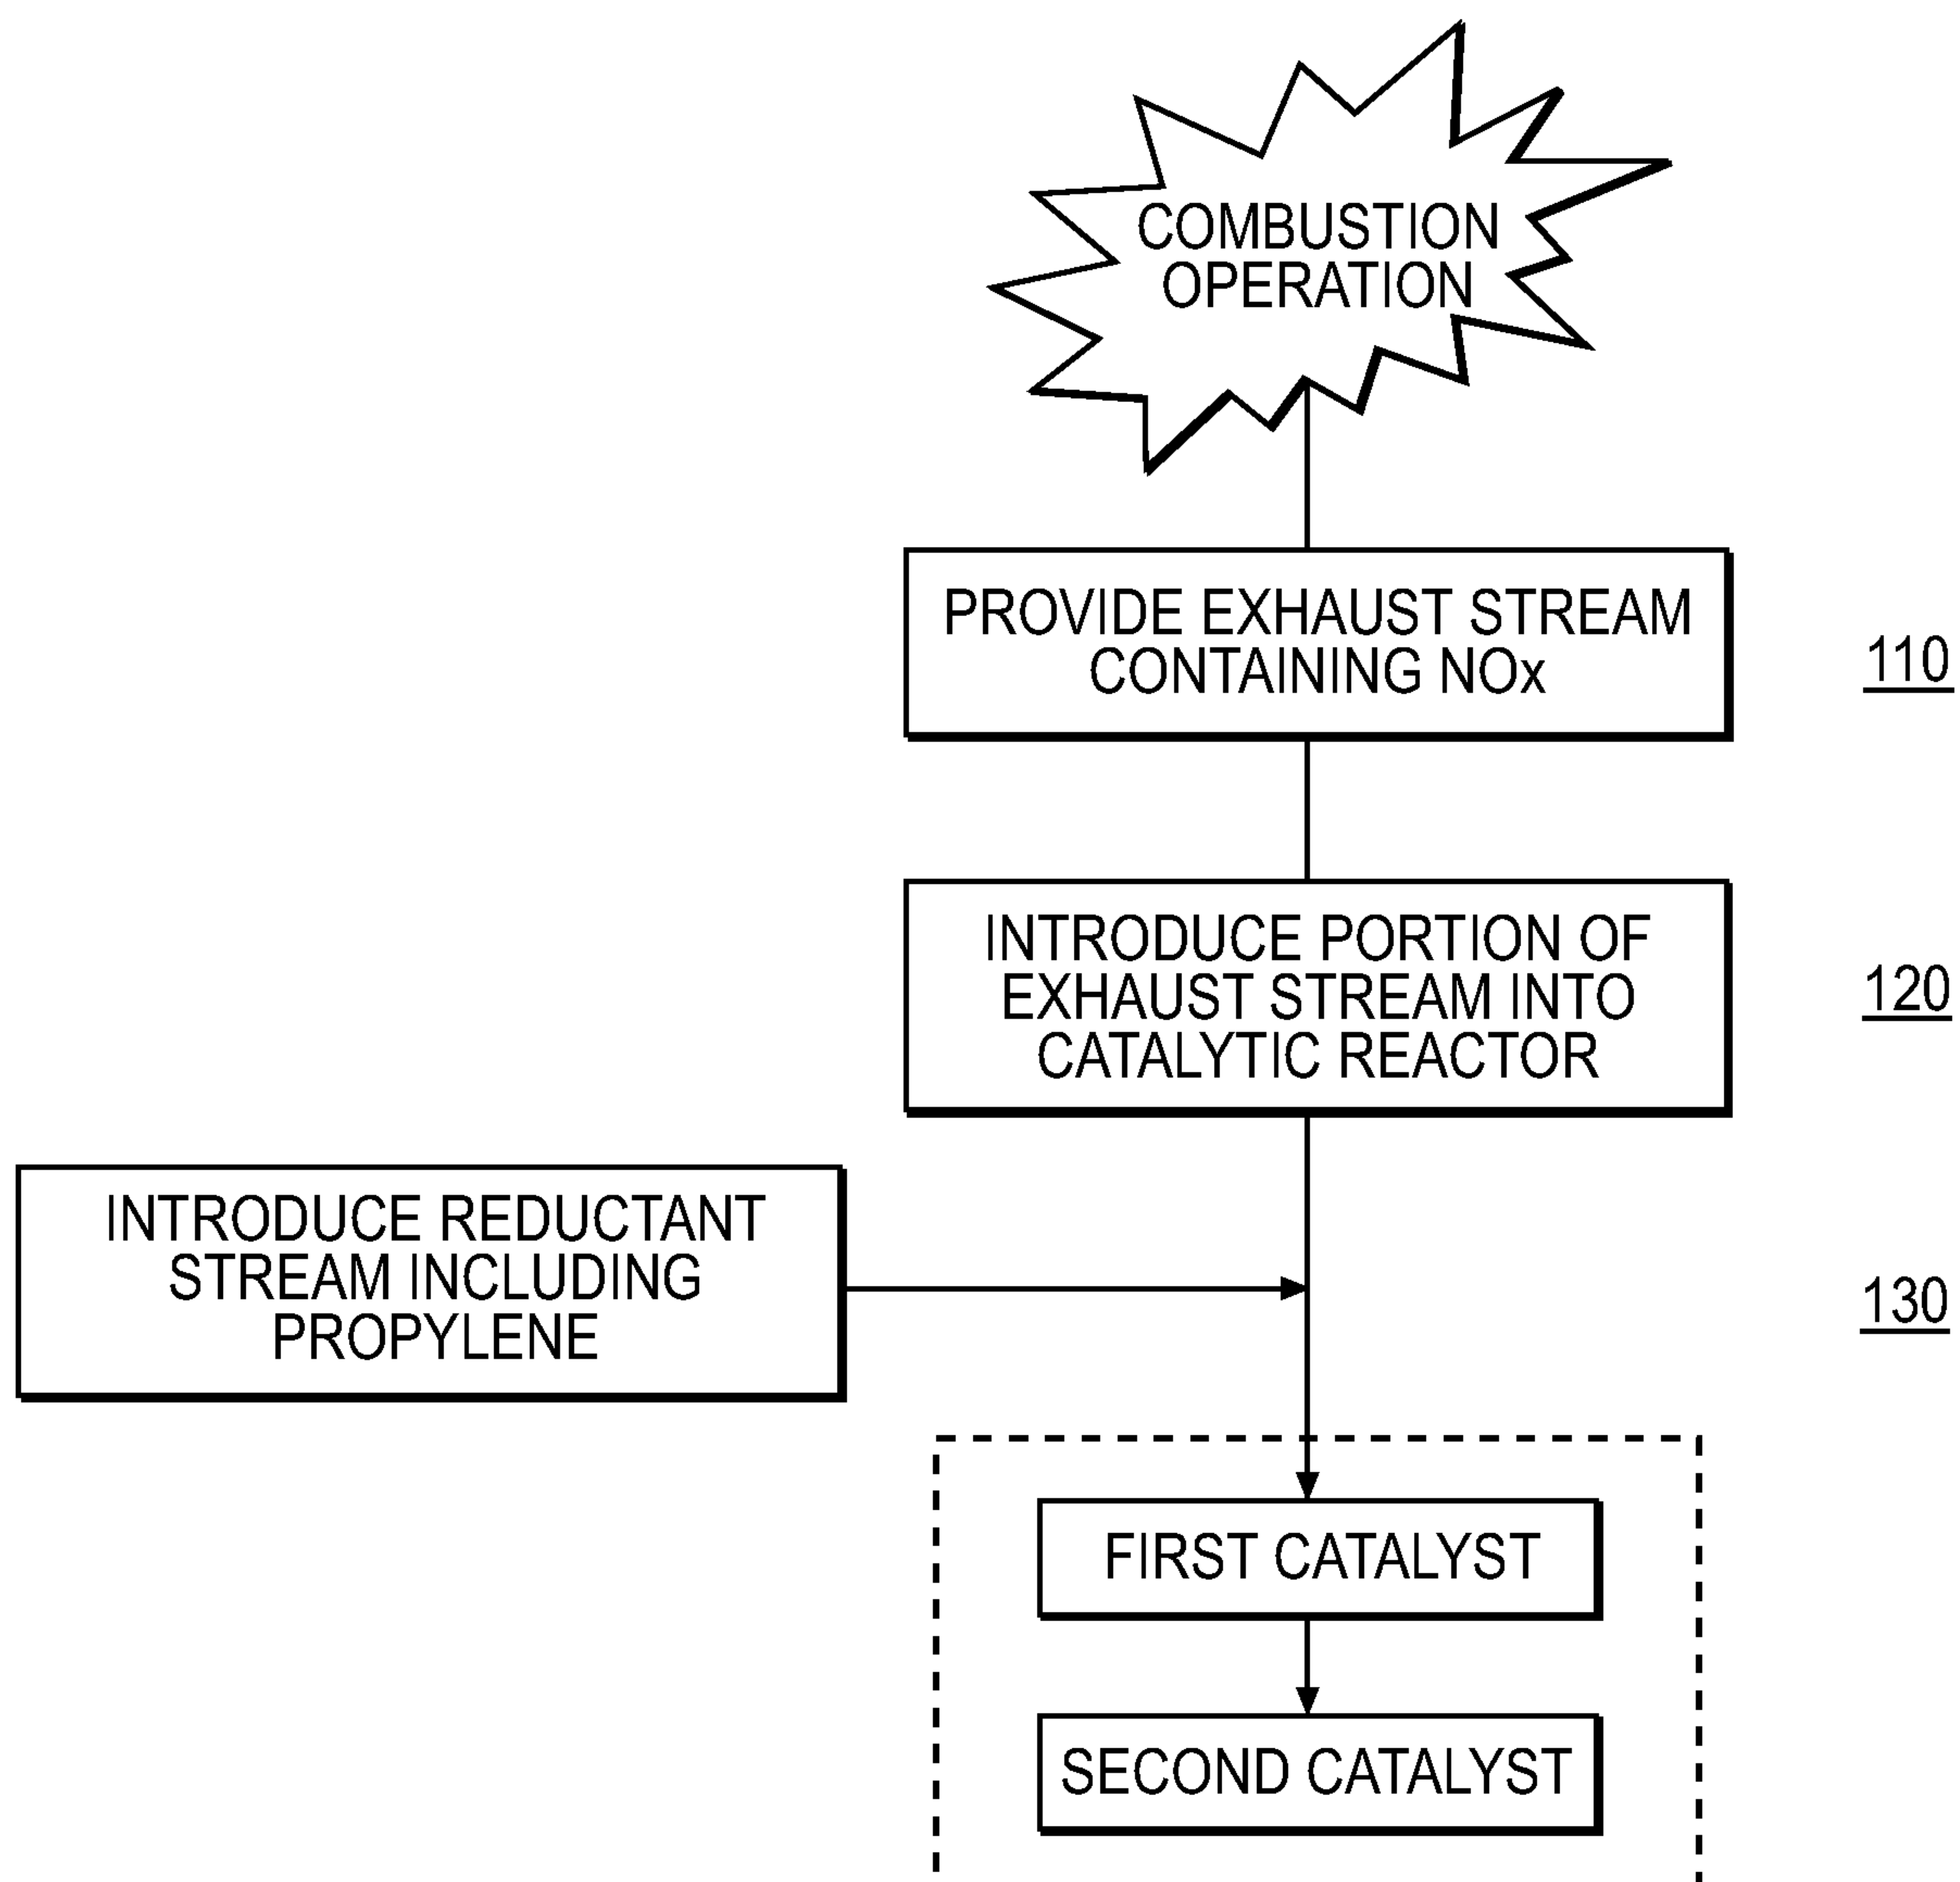 COMBUSTION
OPERATION
PROVIDE EXHAUST STREAM
CONTAINING NOx
110
INTRODUCE PORTION OF
EXHAUST STREAM INTO
CATALYTIC REACTOR
120
INTRODUCE REDUCTANT
STREAM INCLUDING
PROPYLENE
130
FIRST CATALYST
SECOND CATALYST